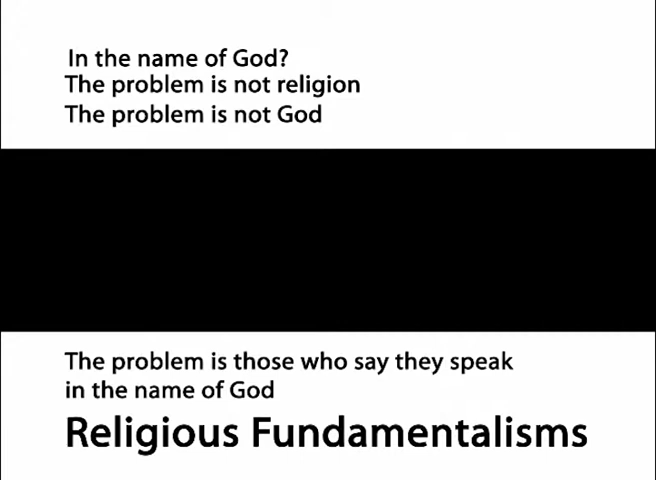 In the name of God?
The problem is not religion
The problem is not God
The problem is those who say they speak
in the name of God
Religious Fundamentalisms